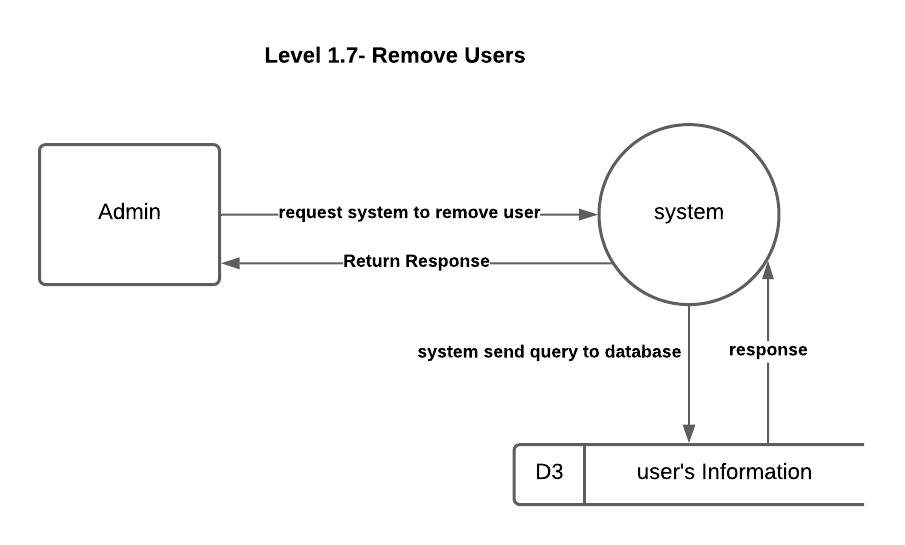 Level 1.7- Remove Users
Admin
request system to remove user
system
Return Response
system send query to database
response
D3
user's Information